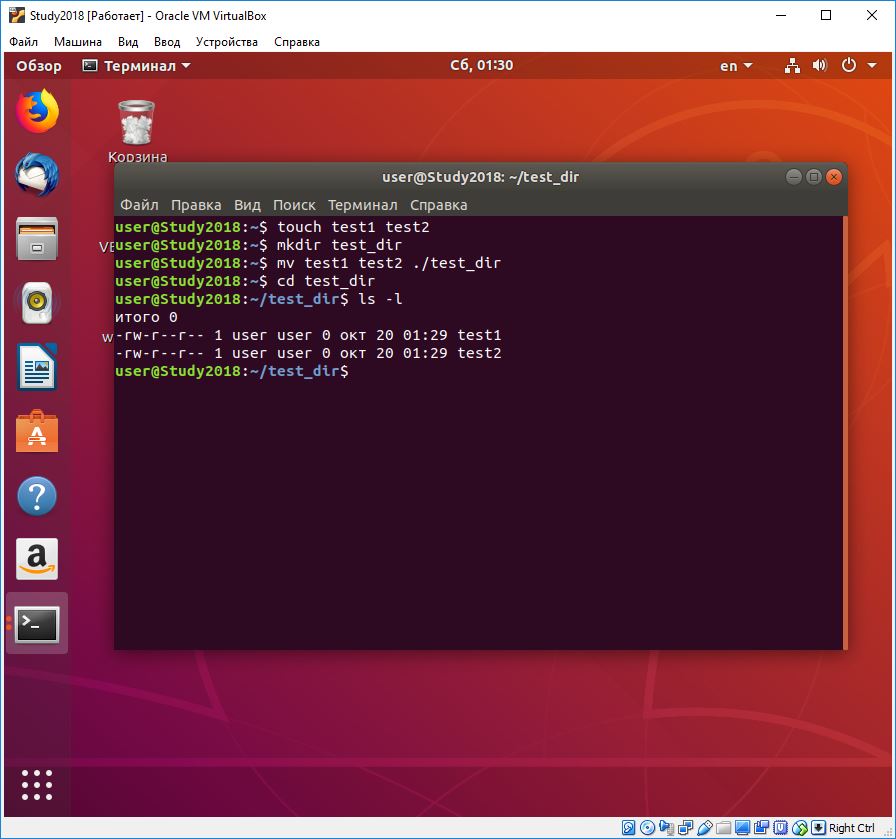 Study2018 [Работает] - Oracle VM VirtualBox
Файл Машина Вид Ввод Устройства Справка
Обзор Терминал Сб, 01:30 en
Корзина
user@Study2018: ~/test_dir
Файл Правка Вид Поиск Терминал Справка
user@Study2018:~$ touch test1 test2
user@Study2018:~$ mkdir test_dir
user@Study2018:~$ mv test1 test2 ./test_dir
user@Study2018:~$ cd test_dir
user@Study2018:~/test_dir$ ls -l
итого 0
-rw-r--r-- 1 user user 0 окт 20 01:29 test1
-rw-r--r-- 1 user user 0 окт 20 01:29 test2
user@Study2018:~/test_dir$
Right Ctrl